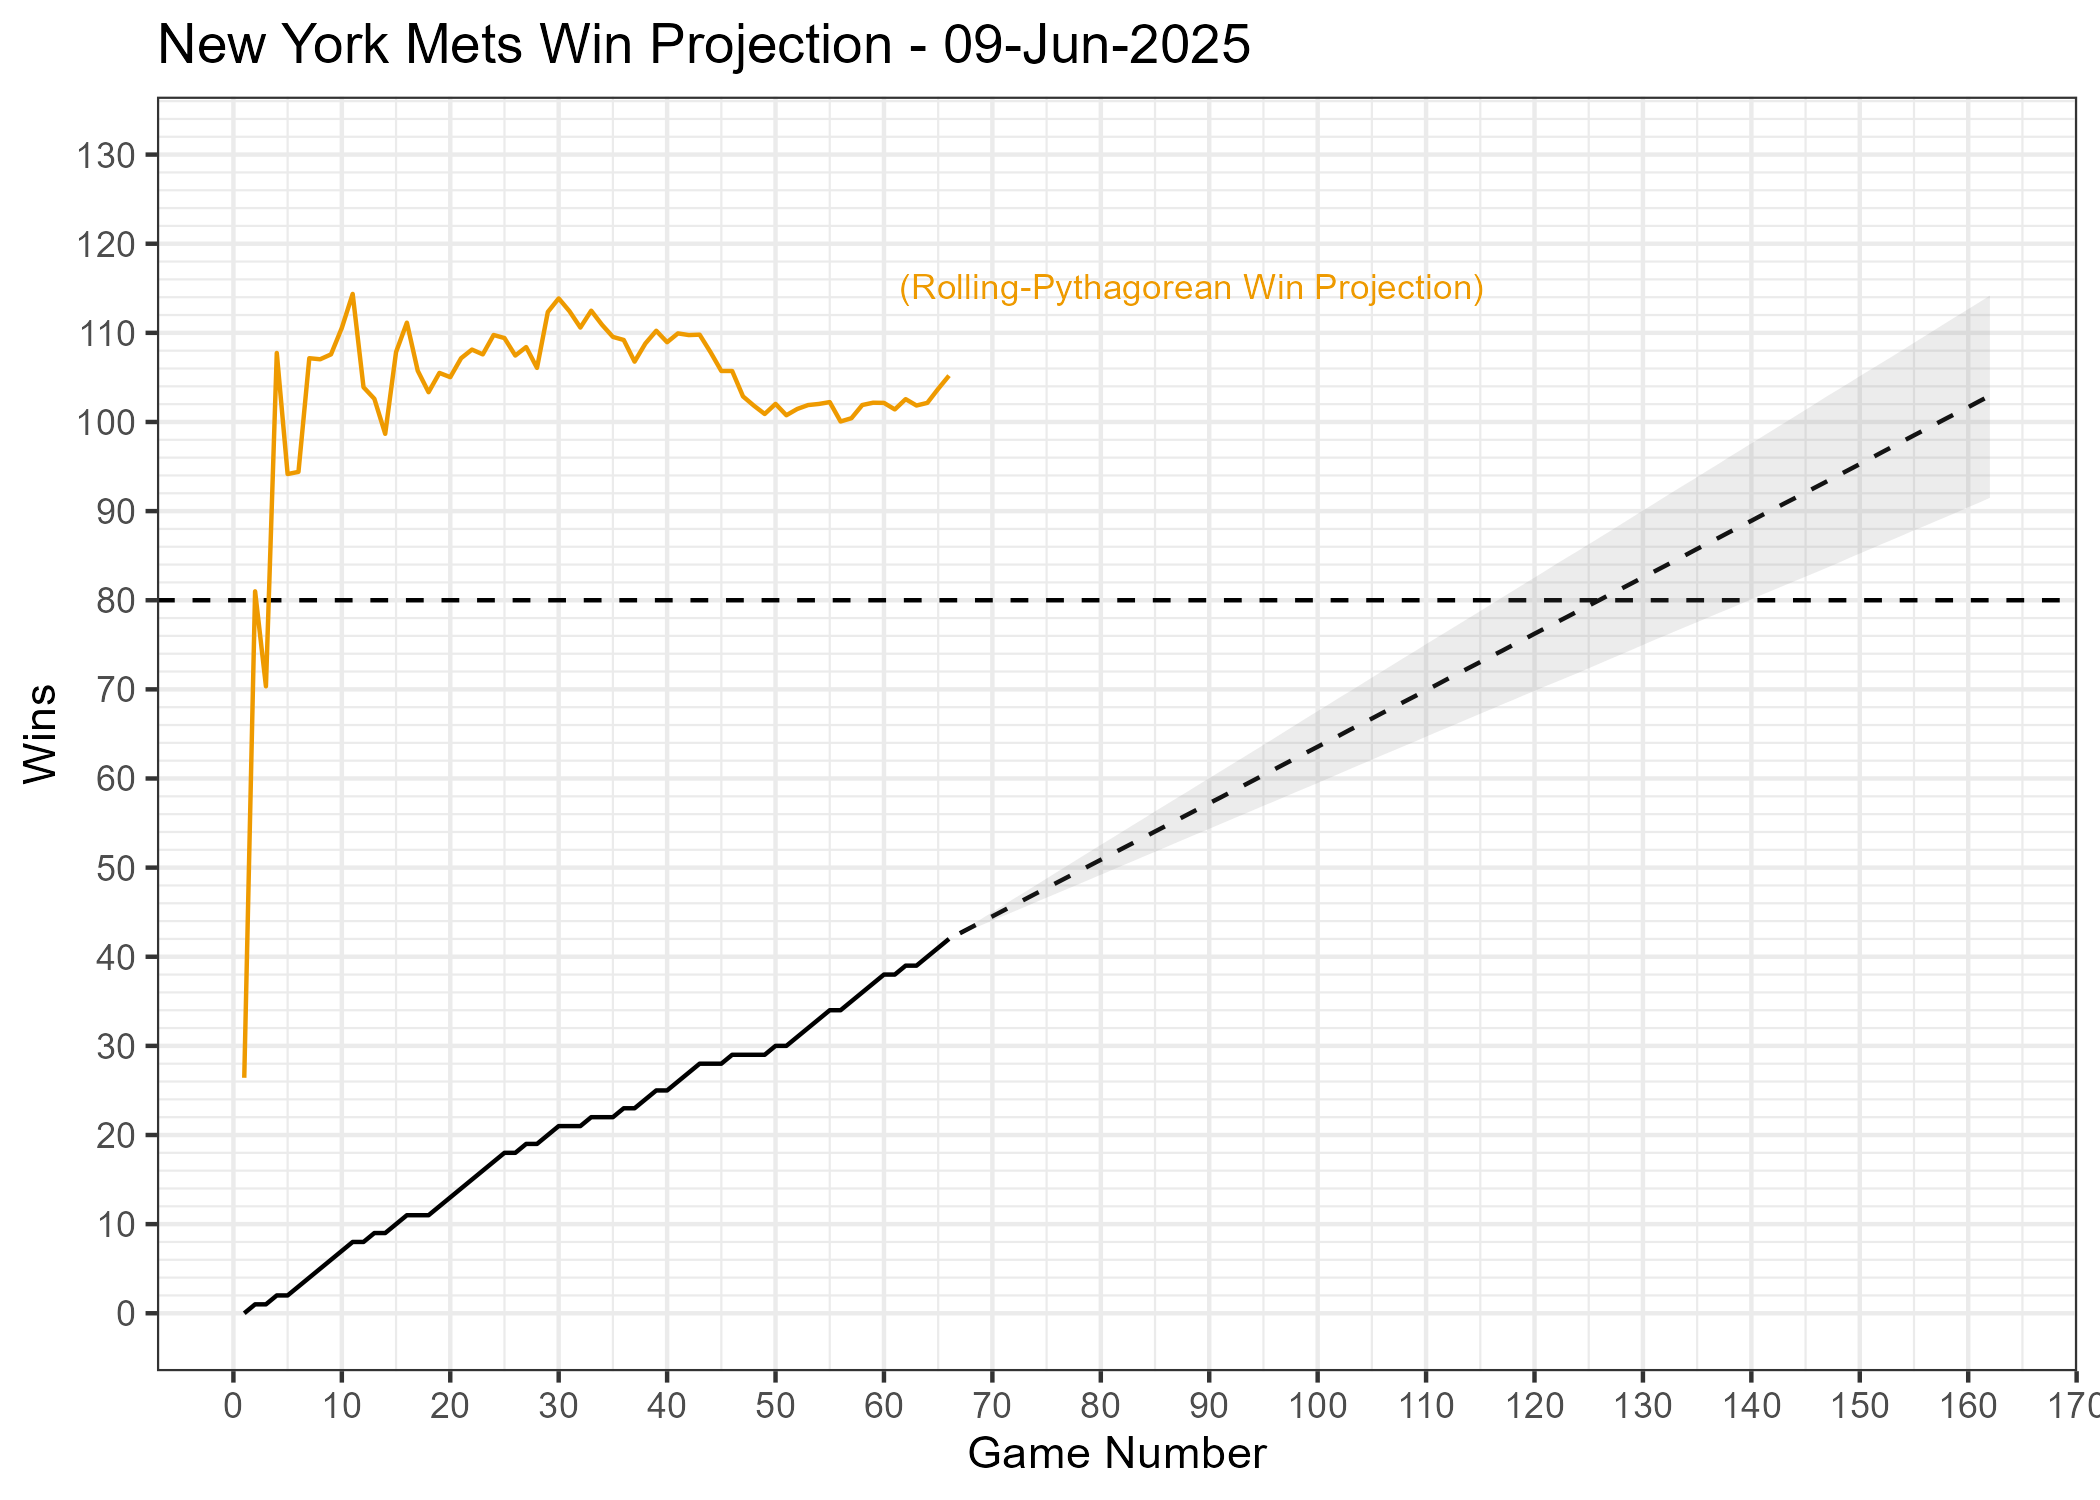 New York Mets Win Projection - 09-Jun-2025
130
120
(Rolling-Pythagorean Win Projection)
110
100
90
80
70
Wins
60
50
40
30
20
10
0
0 10 20 30 40 50 60 70 80 90 100 110 120 130 140 150 160 170
Game Number